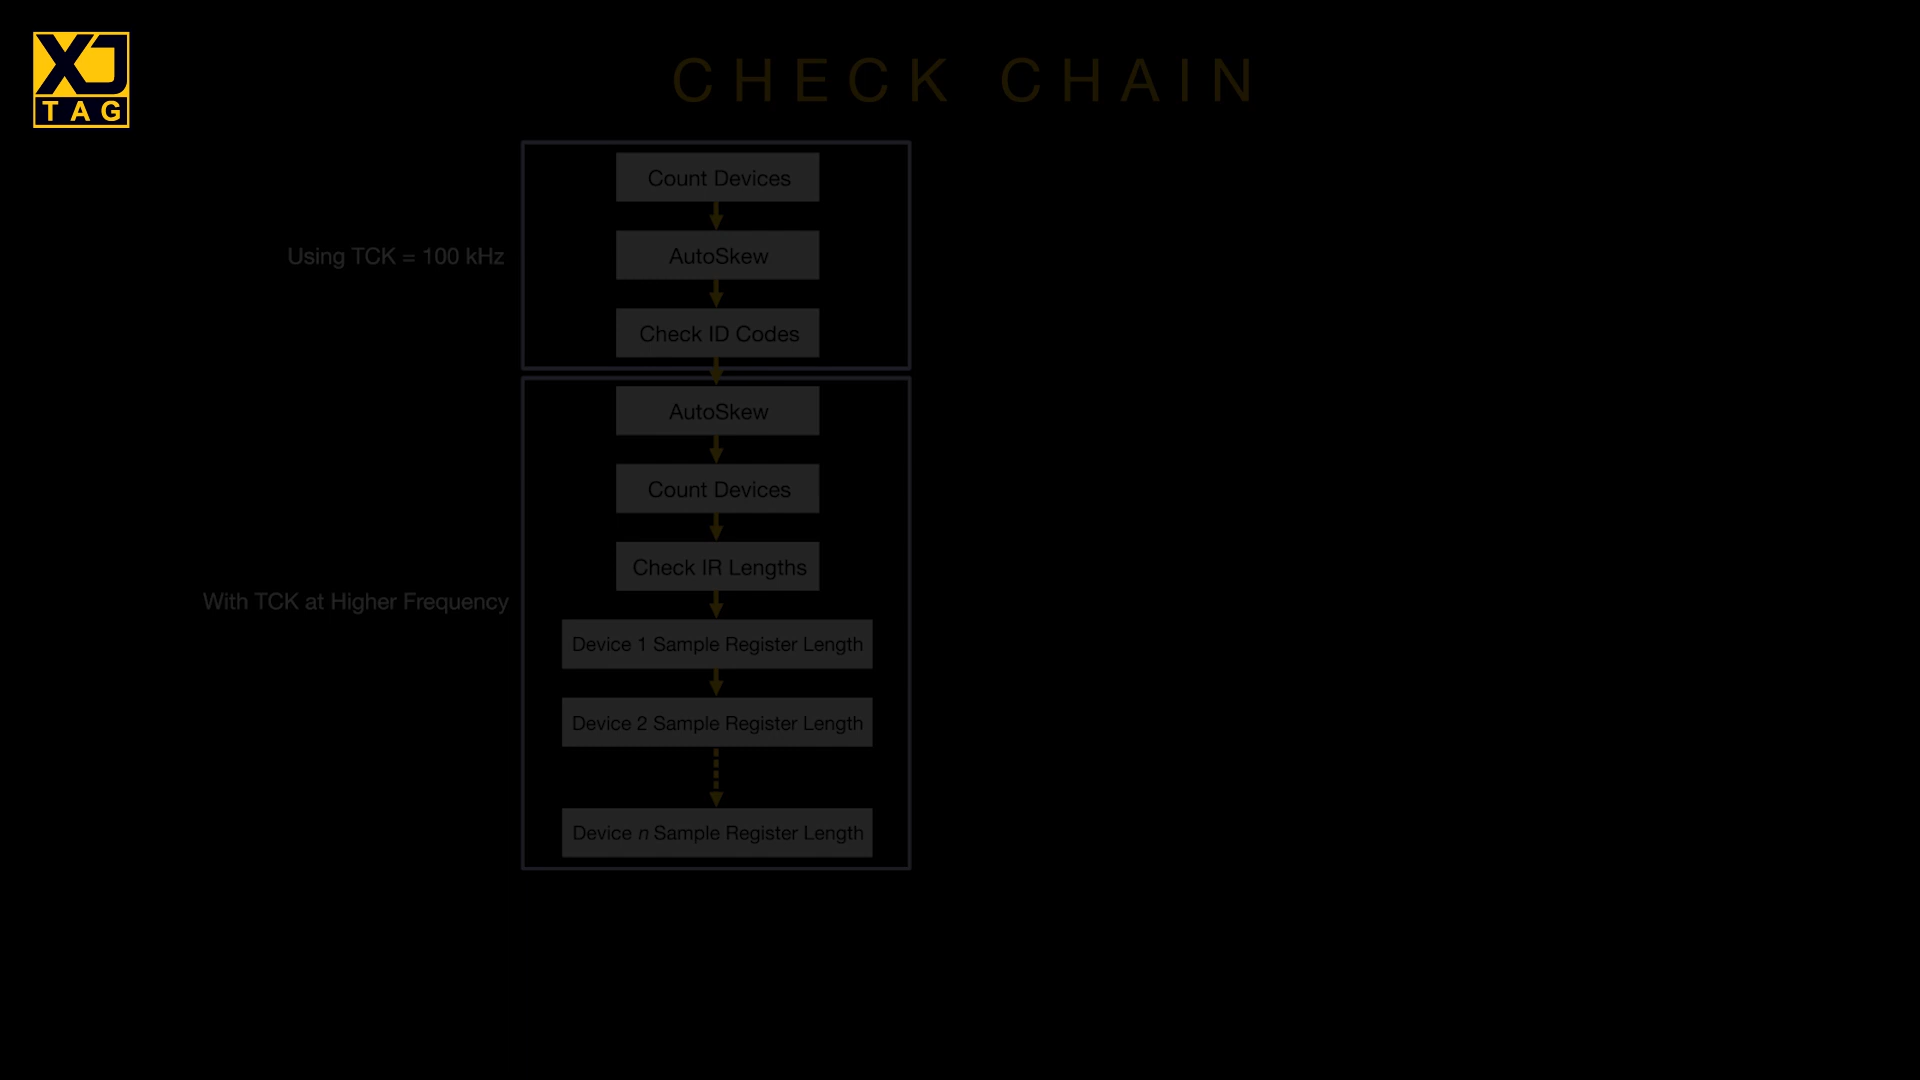 XJ
TAG
CHECK CHAIN
Count Devices
AutoSkew
Using TCK = 100 kHz
Check ID Codes
AutoSkew
Count Devices
Check IR Lengths
With TCK at Higher Frequency
Device 1 Sample Register Length
Device 2 Sample Register Length
Device n Sample Register Length